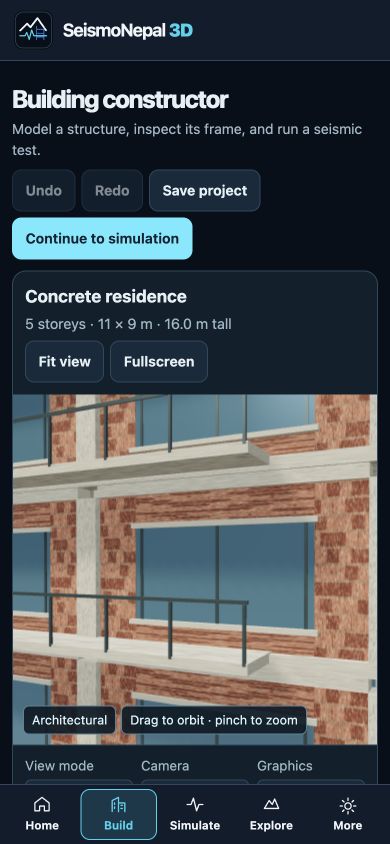 SeismoNepal 3D
Building constructor
Model a structure, inspect its frame, and run a seismic
test.
Undo Redo Save project
Continue to simulation
Concrete residence
5 storeys · 11 × 9 m · 16.0 m tall
Fit view Fullscreen
Architectural Drag to orbit · pinch to zoom
View mode Camera Graphics
Home Build Simulate Explore More